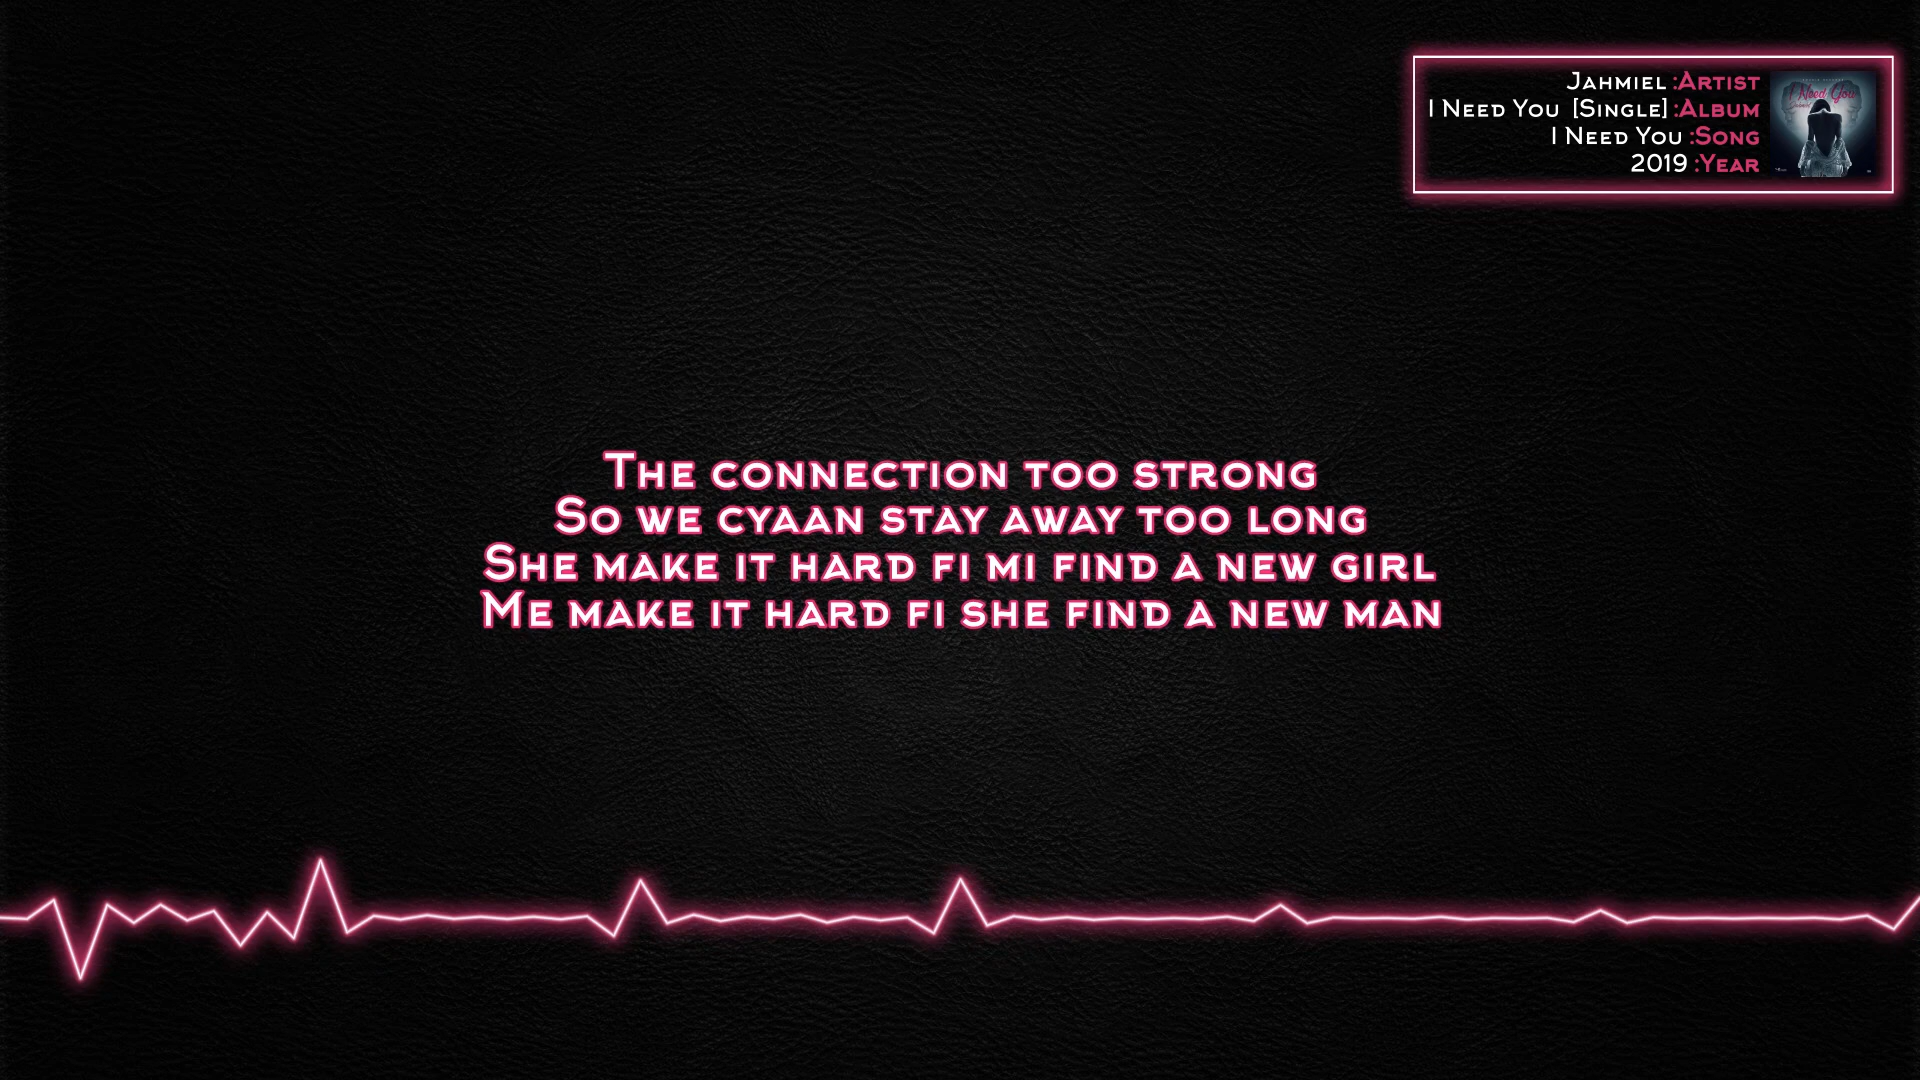 Jahmiel :Artist
I Need You [Single] :Album
I Need You :Song
2019 :Year
I Need You
The connection too strong
So we cyaan stay away too long
She make it hard fi mi find a new girl
Me make it hard fi she find a new man